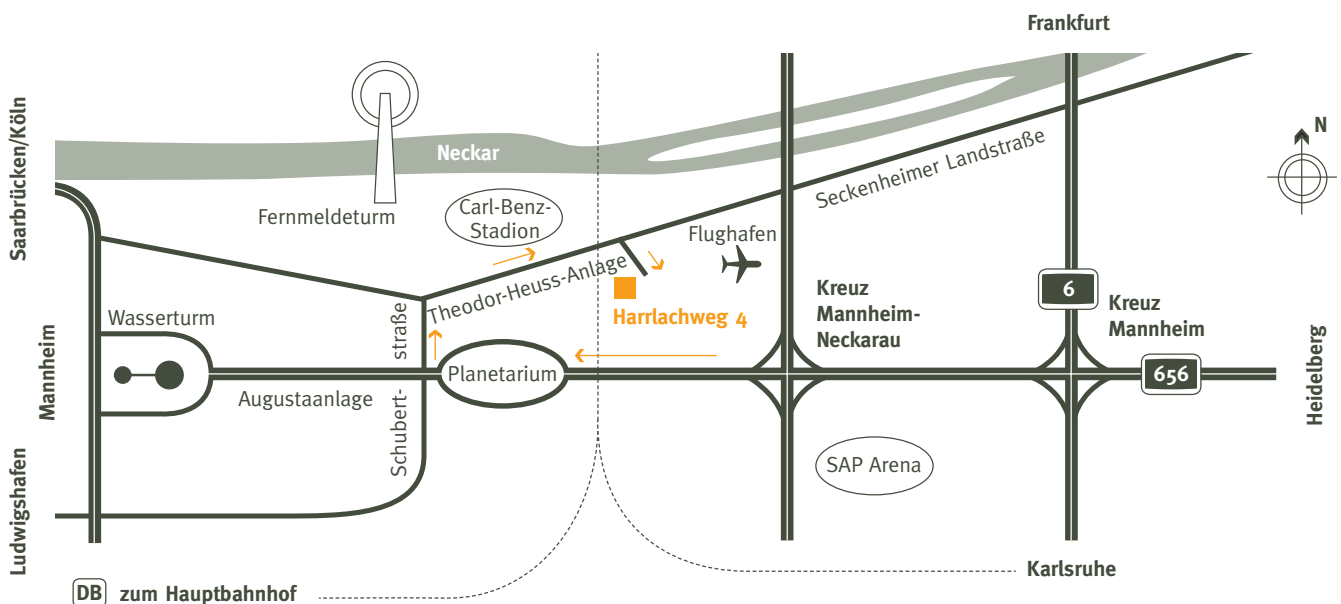 Frankfurt
N
Saarbrücken/Köln
Neckar
Seckenheimer Landstraße
Fernmeldeturm
Carl-Benz-
Stadion
Flughafen
Theodor-Heuss-Anlage
Harrlachweg 4
Kreuz
Mannheim-
Neckarau
6
Kreuz
Mannheim
Wasserturm
Mannheim
Schubert-
straße
Planetarium
656
Heidelberg
Augustaanlage
SAP Arena
Ludwigshafen
Karlsruhe
DB zum Hauptbahnhof